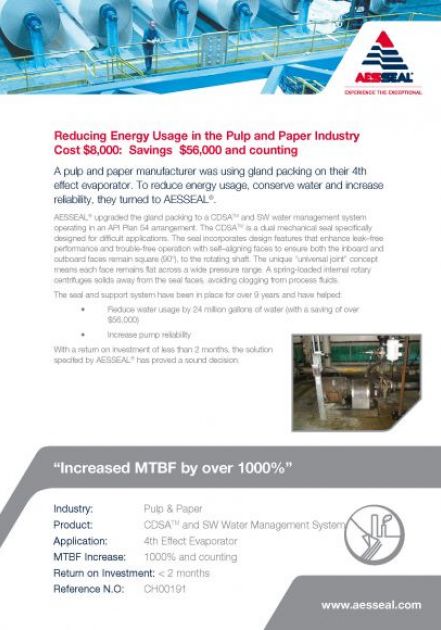 AESSEAL®
EXPERIENCE THE EXCEPTIONAL
Reducing Energy Usage in the Pulp and Paper Industry
Cost $8,000: Savings $56,000 and counting
A pulp and paper manufacturer was using gland packing on their 4th
effect evaporator. To reduce energy usage, conserve water and increase
reliability, they turned to AESSEAL®.
AESSEAL® upgraded the gland packing to a CDSA™ and SW water management system
operating in an API Plan 54 arrangement. The CDSA™ is a dual mechanical seal specifically
designed for difficult applications. The seal incorporates design features that enhance leak-free
performance and trouble-free operation with self-aligning faces to ensure both the inboard and
outboard faces remain square (90°), to the rotating shaft. The unique "universal joint" concept
means each face remains flat across a wide pressure range. A spring-loaded internal rotary
centrifuges solids away from the seal faces, avoiding clogging from process fluids.
The seal and support system have been in place for over 9 years and have helped:
• Reduce water usage by 24 million gallons of water (with a saving of over
$56,000)
• Increase pump reliability
With a return on investment of less than 2 months, the solution
specified by AESSEAL® has proved a sound decision.
“Increased MTBF by over 1000%”
Industry: Pulp & Paper
Product: CDSA™ and SW Water Management System
Application: 4th Effect Evaporator
MTBF Increase: 1000% and counting
Return on Investment: < 2 months
Reference N.O: CH00191
www.aesseal.com